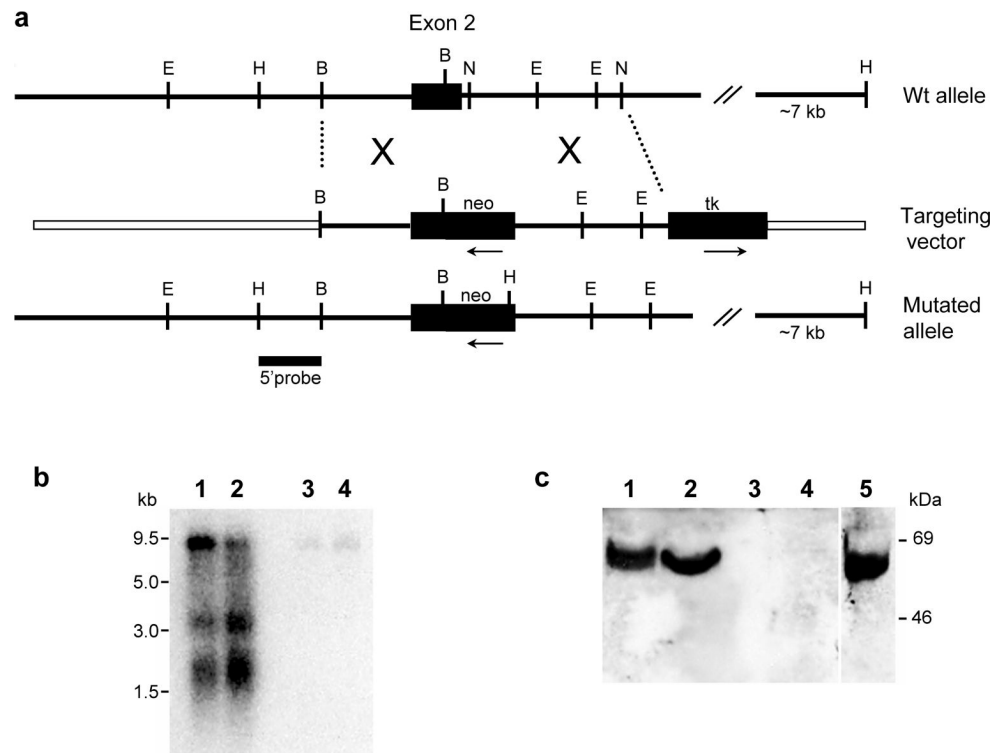 a
Exon 2
B
E H B N E E N H
Wt allele
~7 kb
X X
B B E E
neo tk
Targeting
vector
E H B B H E E H
neo
Mutated
allele
~7 kb
5'probe
b
1 2 3 4
kb
9.5
5.0
3.0
1.5
c
1 2 3 4 5
kDa
69
46